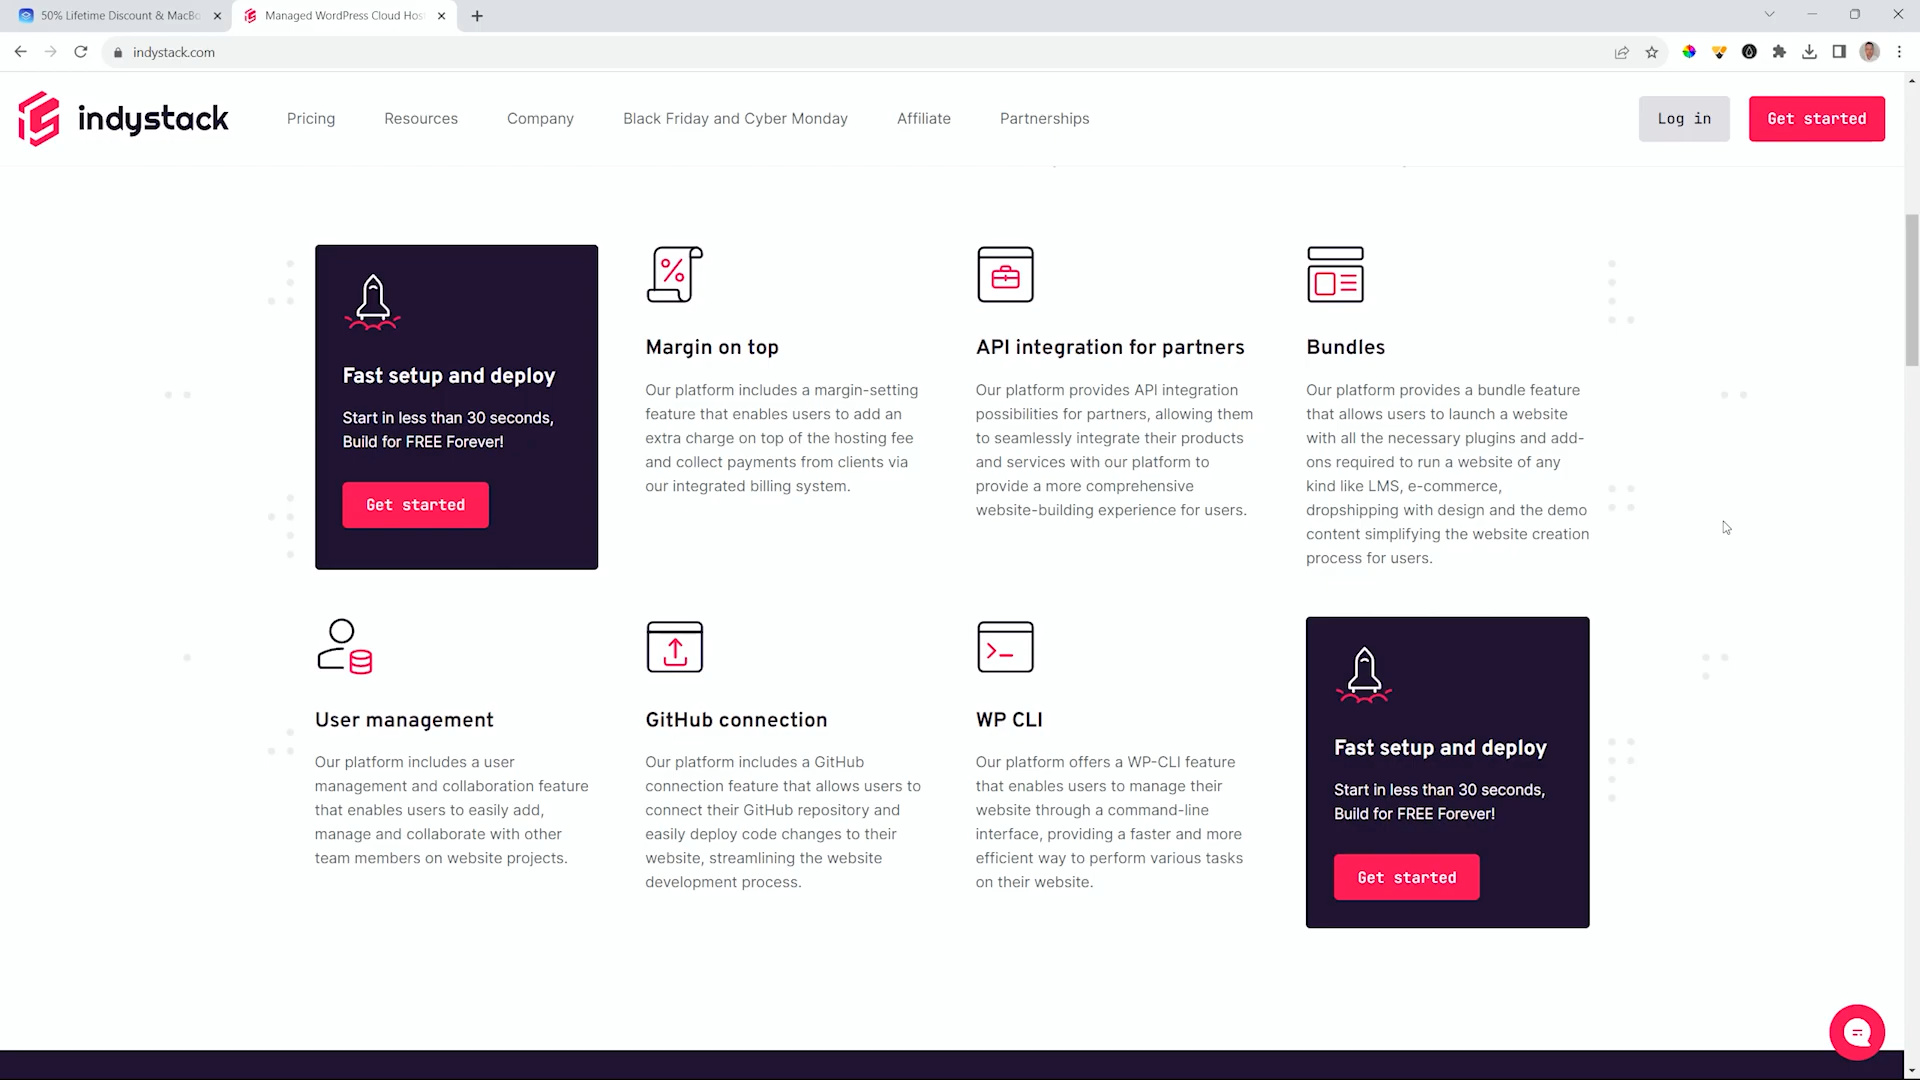 50% Lifetime Discount & MacBo
Managed WordPress Cloud Hos
indystack.com
indystack
Pricing
Resources
Company
Black Friday and Cyber Monday
Affiliate
Partnerships
Log in
Get started
Fast setup and deploy
Start in less than 30 seconds,
Build for FREE Forever!
Get started
Margin on top
Our platform includes a margin-setting
feature that enables users to add an
extra charge on top of the hosting fee
and collect payments from clients via
our integrated billing system.
API integration for partners
Our platform provides API integration
possibilities for partners, allowing them
to seamlessly integrate their products
and services with our platform to
provide a more comprehensive
website-building experience for users.
Bundles
Our platform provides a bundle feature
that allows users to launch a website
with all the necessary plugins and add-
ons required to run a website of any
kind like LMS, e-commerce,
dropshipping with design and the demo
content simplifying the website creation
process for users.
User management
Our platform includes a user
management and collaboration feature
that enables users to easily add,
manage and collaborate with other
team members on website projects.
GitHub connection
Our platform includes a GitHub
connection feature that allows users to
connect their GitHub repository and
easily deploy code changes to their
website, streamlining the website
development process.
WP CLI
Our platform offers a WP-CLI feature
that enables users to manage their
website through a command-line
interface, providing a faster and more
efficient way to perform various tasks
on their website.
Fast setup and deploy
Start in less than 30 seconds,
Build for FREE Forever!
Get started